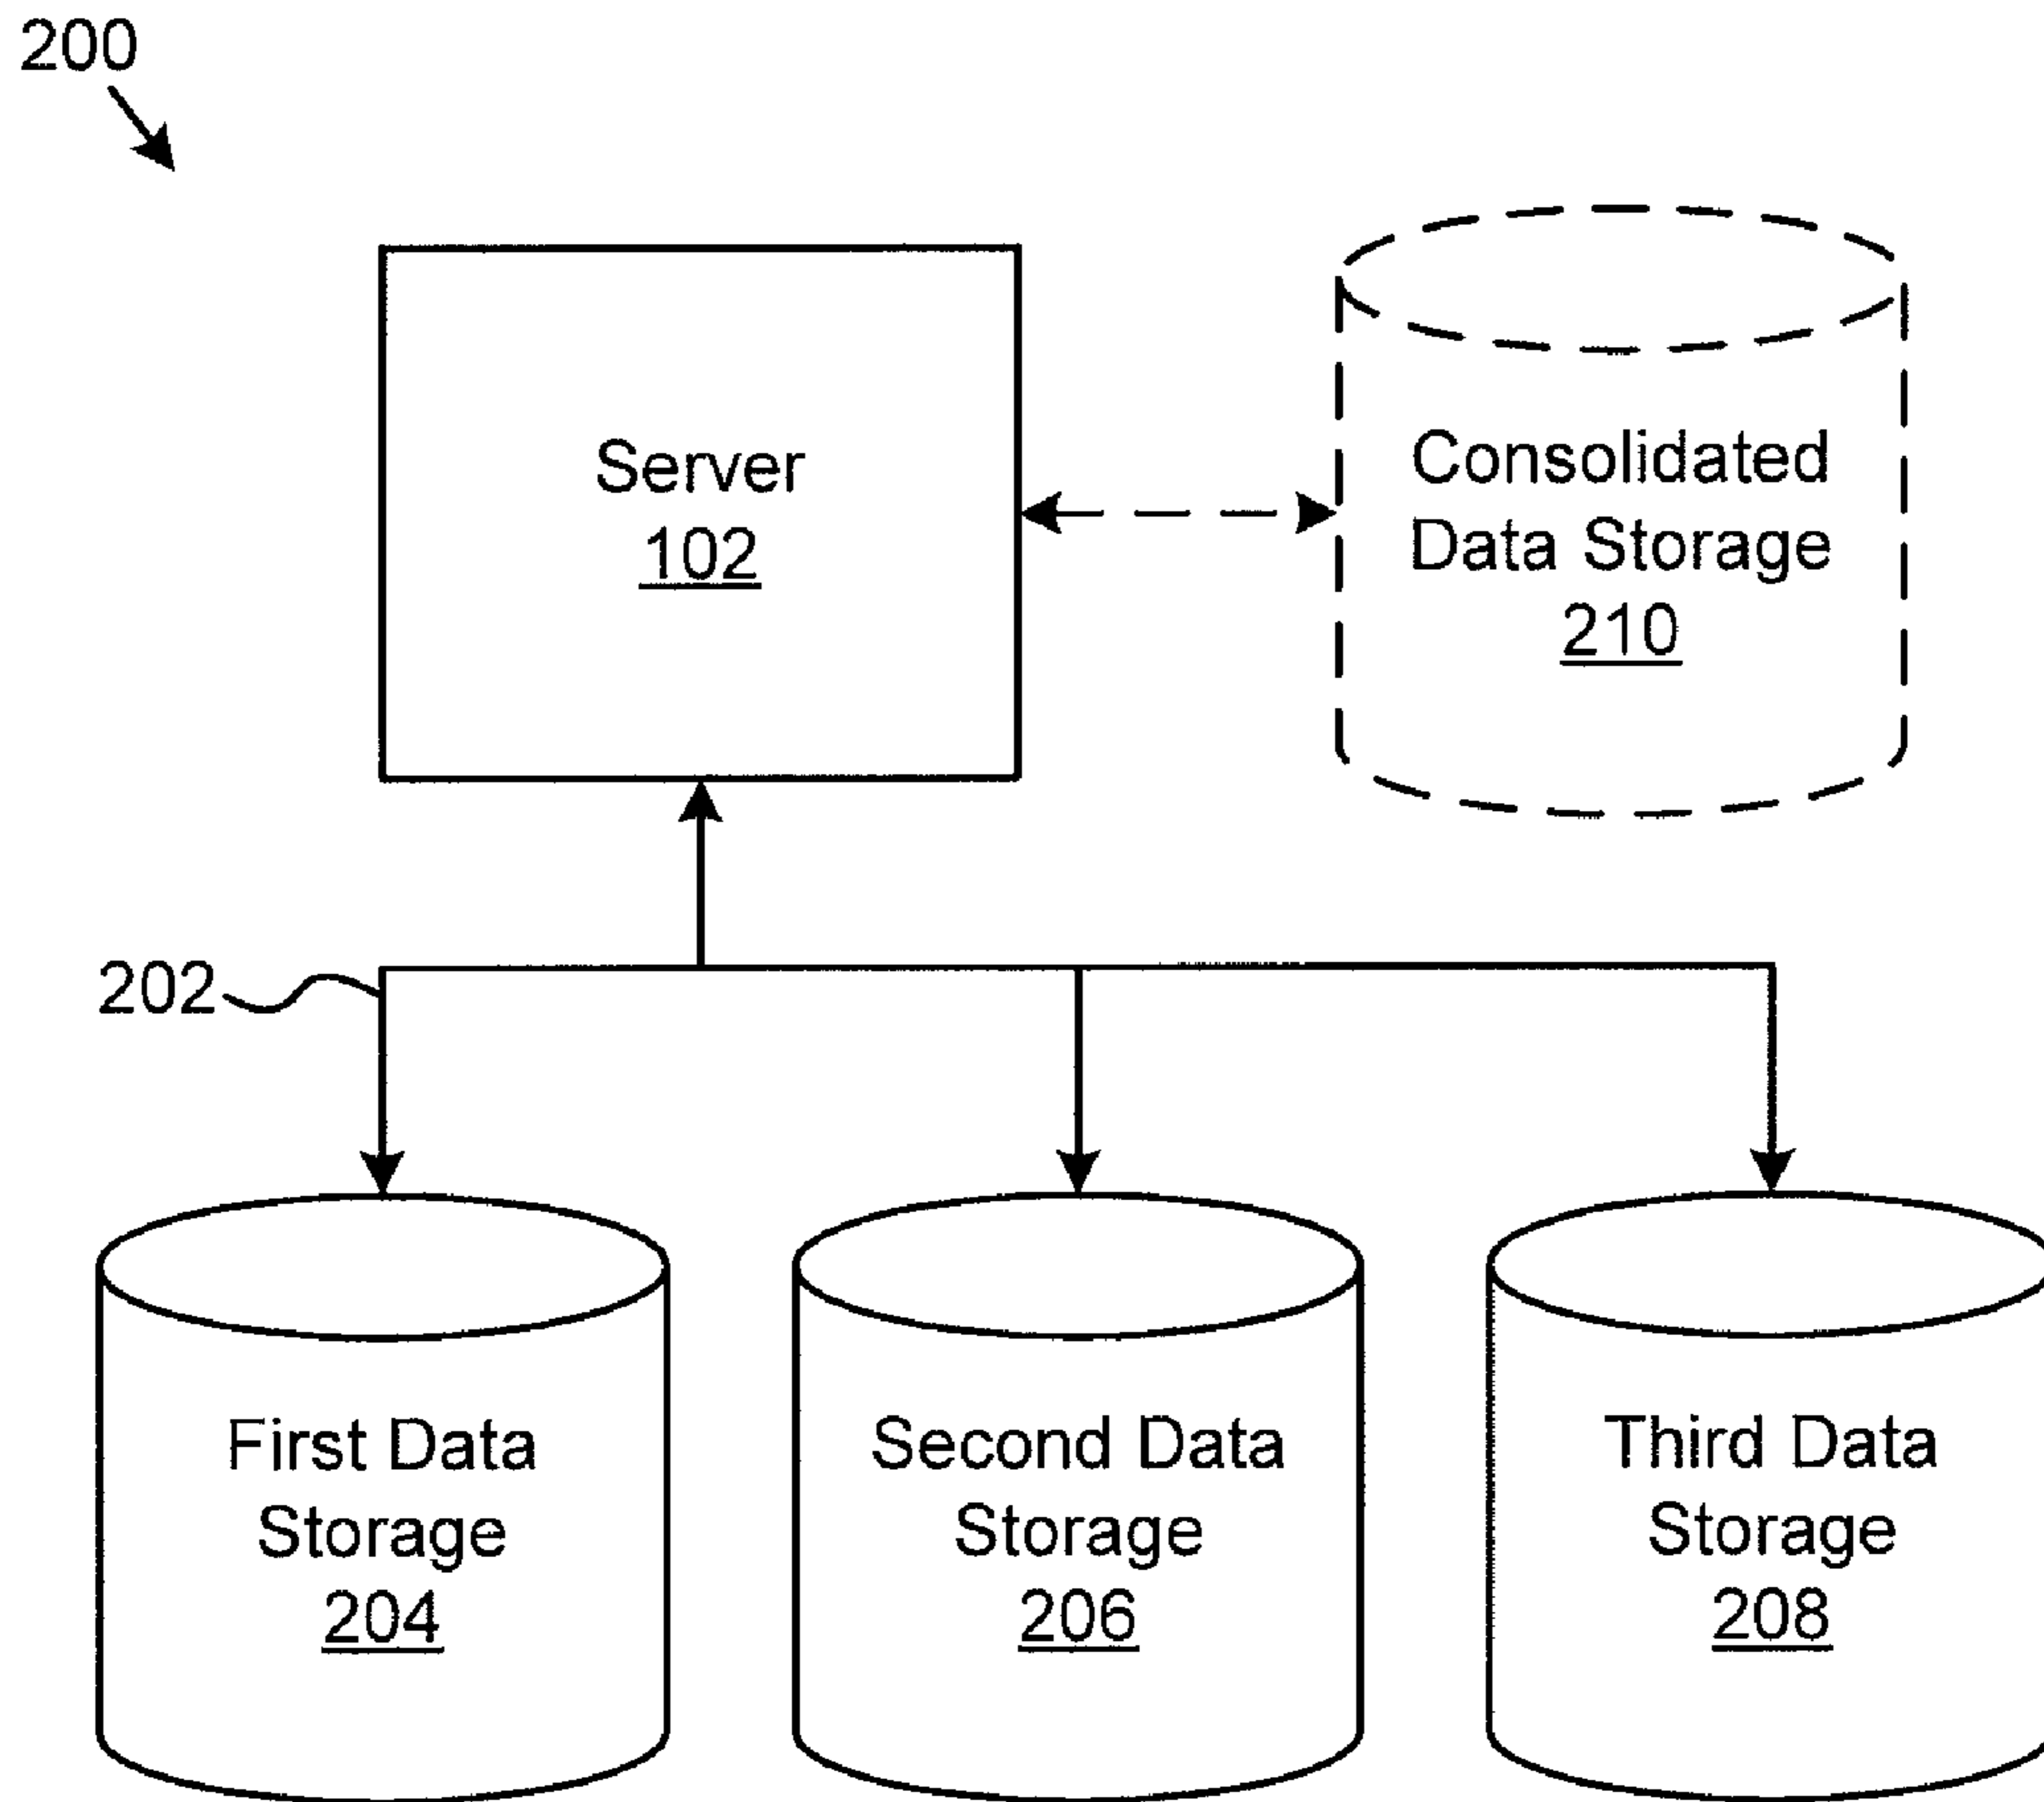 200
Server
102
Consolidated
Data Storage
210
202
First Data
Storage
204
Second Data
Storage
206
Third Data
Storage
208